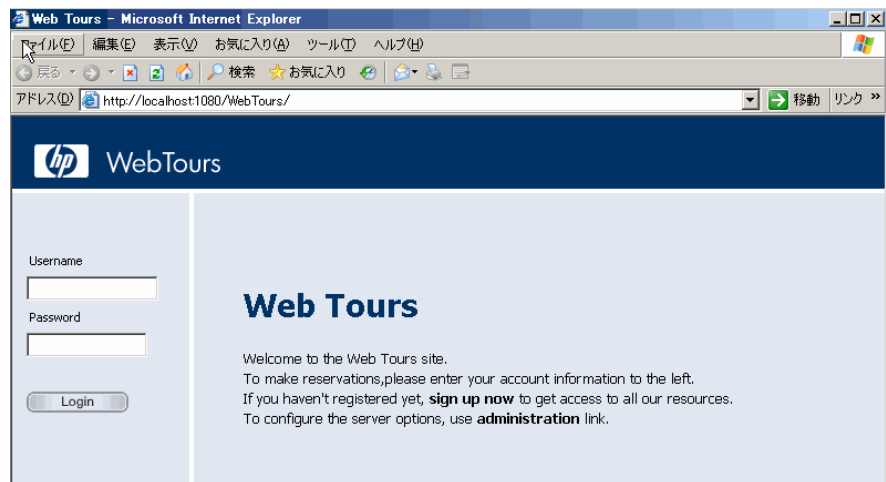 Web Tours - Microsoft Internet Explorer
ファイル(F) 編集(E) 表示(V) お気に入り(A) ツール(T) ヘルプ(H)
戻る 検索 お気に入り
アドレス(D) http://localhost:1080/WebTours/ 移動 リンク »
hp WebTours
Username
Password
Login
Web Tours
Welcome to the Web Tours site.
To make reservations,please enter your account information to the left.
If you haven't registered yet, sign up now to get access to all our resources.
To configure the server options, use administration link.